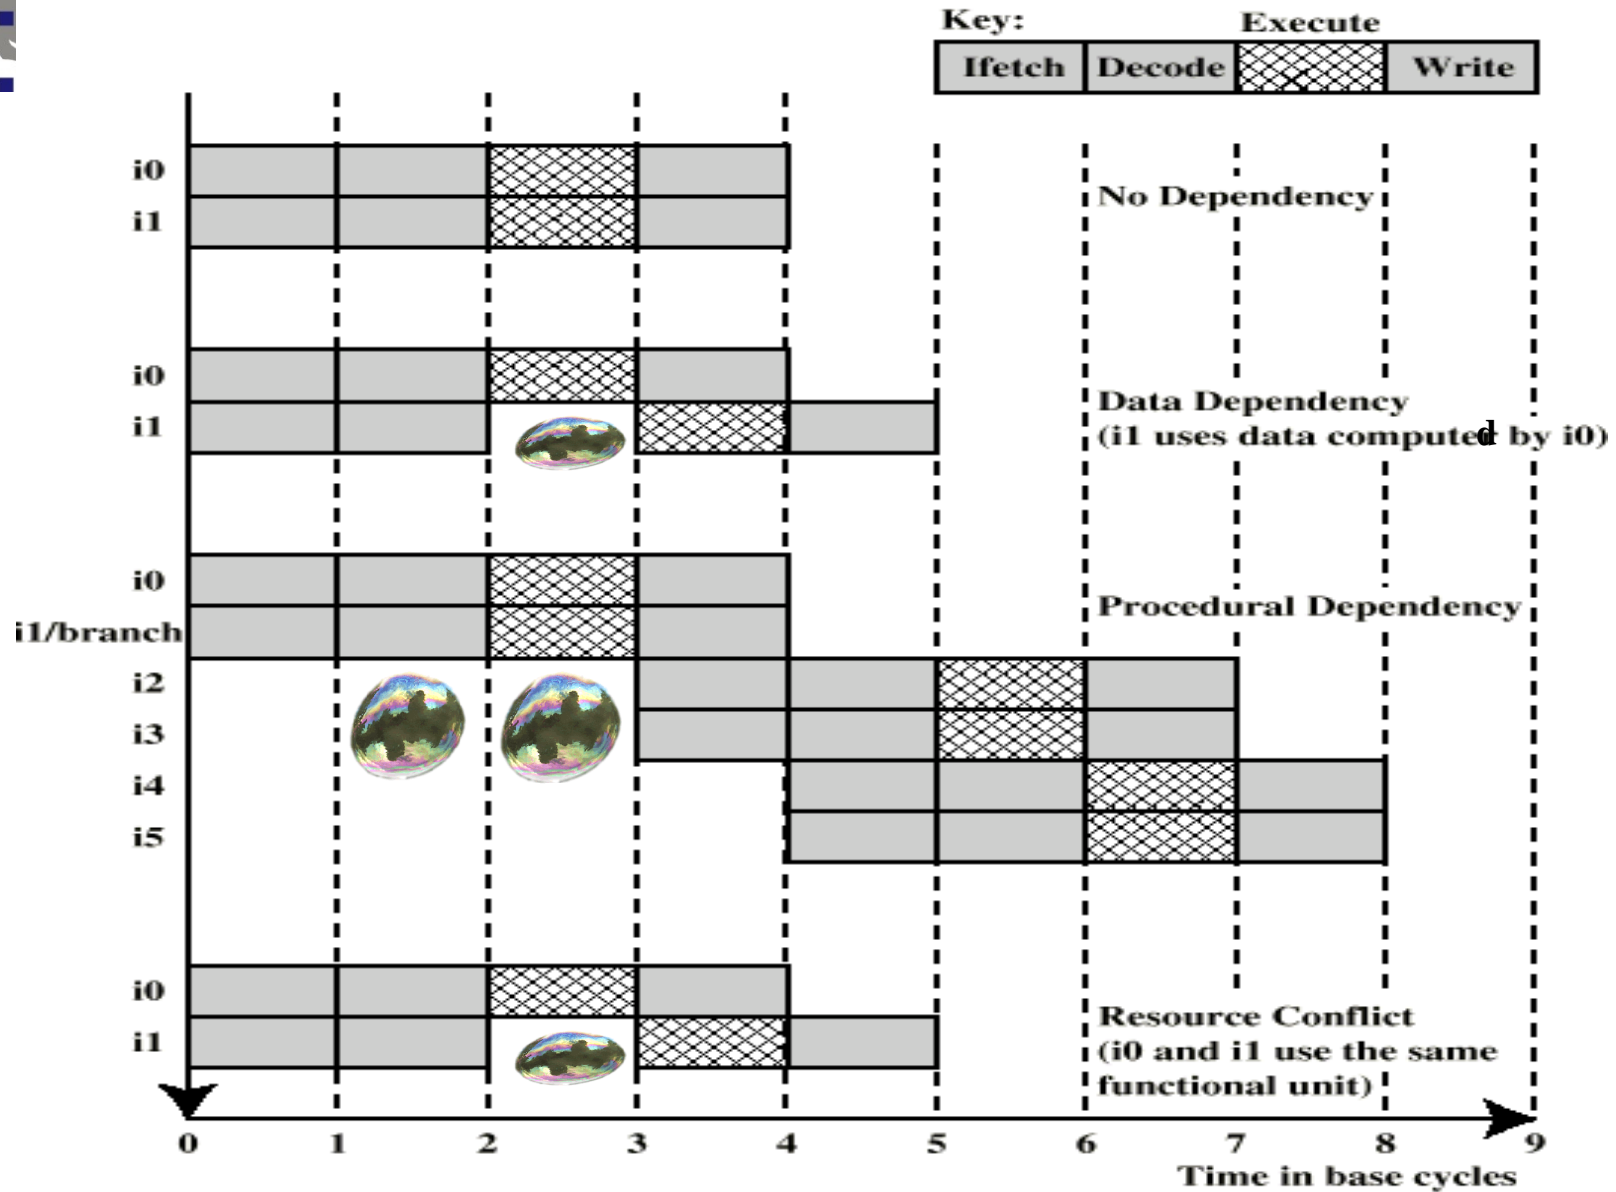 Key:
Execute
Ifetch Decode Write
i0
i1
No Dependency
i0
i1
Data Dependency
(i1 uses data computed by i0)
i0
i1/branch
i2
i3
i4
i5
Procedural Dependency
i0
i1
Resource Conflict
(i0 and i1 use the same
functional unit)
0 1 2 3 4 5 6 7 8 9
Time in base cycles